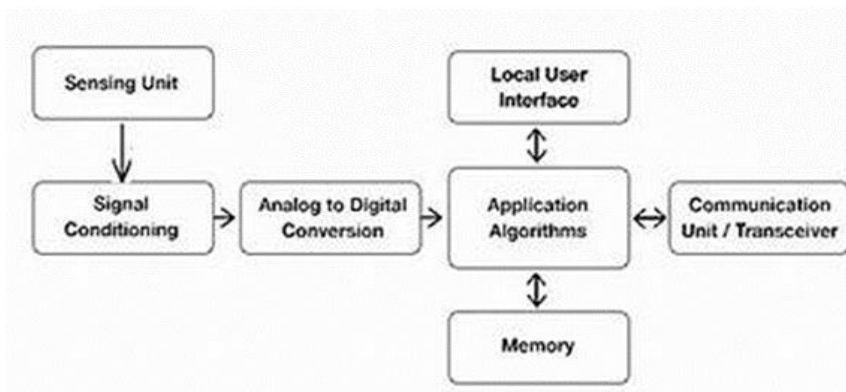 Sensing Unit
Local User
Interface
Signal
Conditioning
Analog to Digital
Conversion
Application
Algorithms
Communication
Unit / Transceiver
Memory